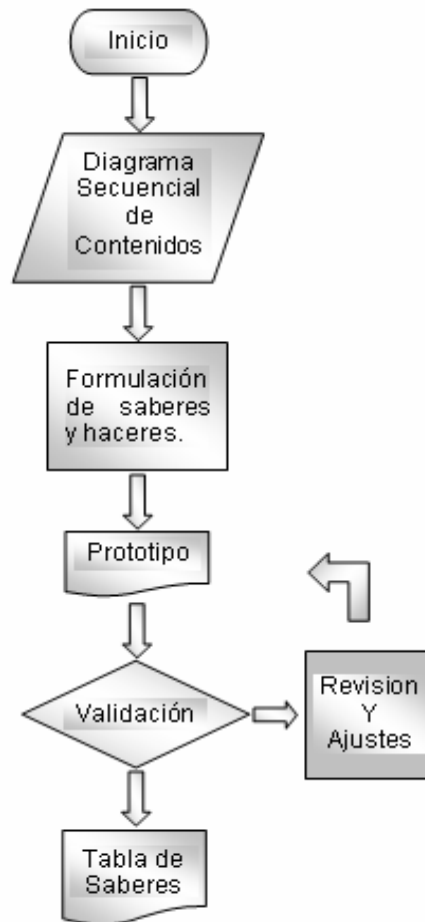 Inicio
Diagrama
Secuencial
de
Contenidos
Formulación
de saberes
y haceres.
Prototipo
Validación
Revision
Y
Ajustes
Tabla de
Saberes